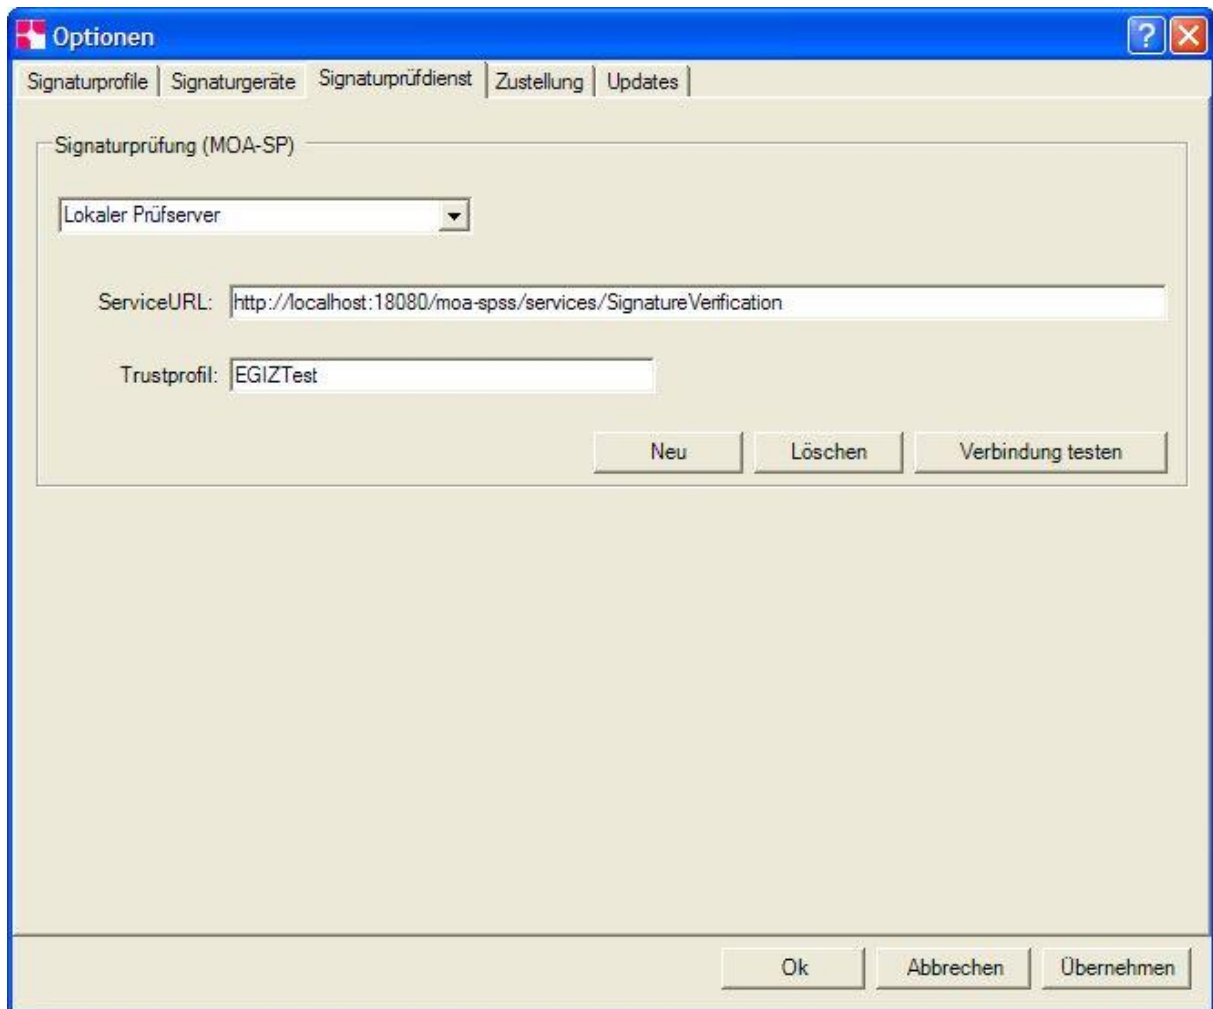 Optionen
Signaturprofile Signaturgeräte Signaturprüfdienst Zustellung Updates
Signaturprüfung (MOA-SP)
Lokaler Prüfserver
ServiceURL: http://localhost:18080/moa-spss/services/SignatureVerification
Trustprofil: EGIZTest
Neu Löschen Verbindung testen
Ok Abbrechen Übernehmen